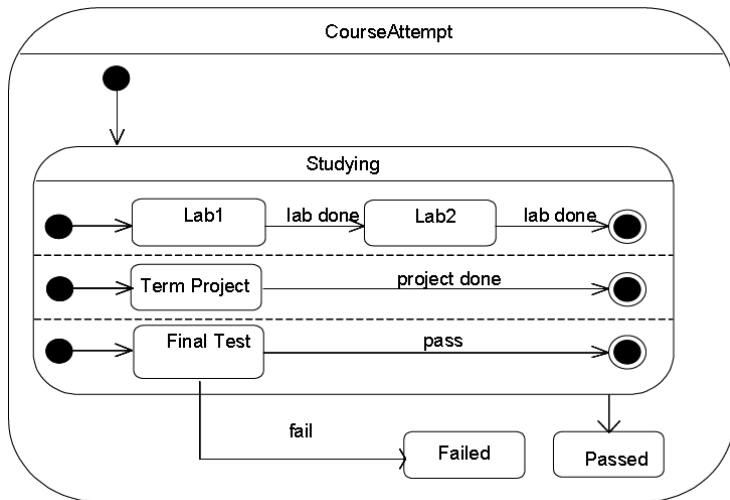 CourseAttempt
Studying
Lab1
lab done
Lab2
lab done
Term Project
project done
Final Test
pass
fail
Failed
Passed